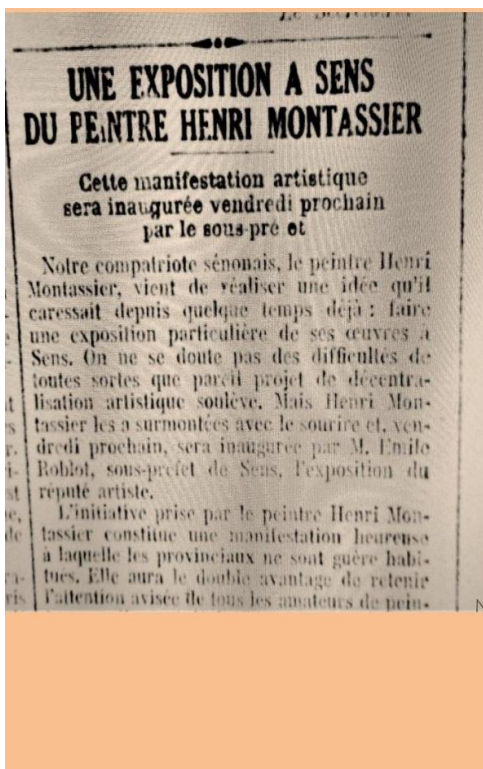 UNE EXPOSITION A SENS
DU PEINTRE HENRI MONTASSIER
Cette manifestation artistique
sera inaugurée vendredi prochain
par le sous-pré et
Notre compatriote sénonais, le peintre Henri
Montassier, vient de réaliser une idée qu'il
caressait depuis quelque temps déjà : faire
une exposition particulière de ses œuvres à
Sens. On ne se doute pas des difficultés de
toutes sortes que pareil projet de décentra-
lisation artistique soulève. Mais Henri Mon-
tassier les a surmontées avec le sourire et, ven-
dredi prochain, sera inaugurée par M. Emile
Roblot, sous-préfet de Sens, l'exposition du
réputé artiste.
L'initiative prise par le peintre Henri Mon-
tassier constitue une manifestation heureuse
à laquelle les provinciaux ne sont guère habi-
tués. Elle aura le double avantage de retenir
l'attention avisée de tous les amateurs de pein-